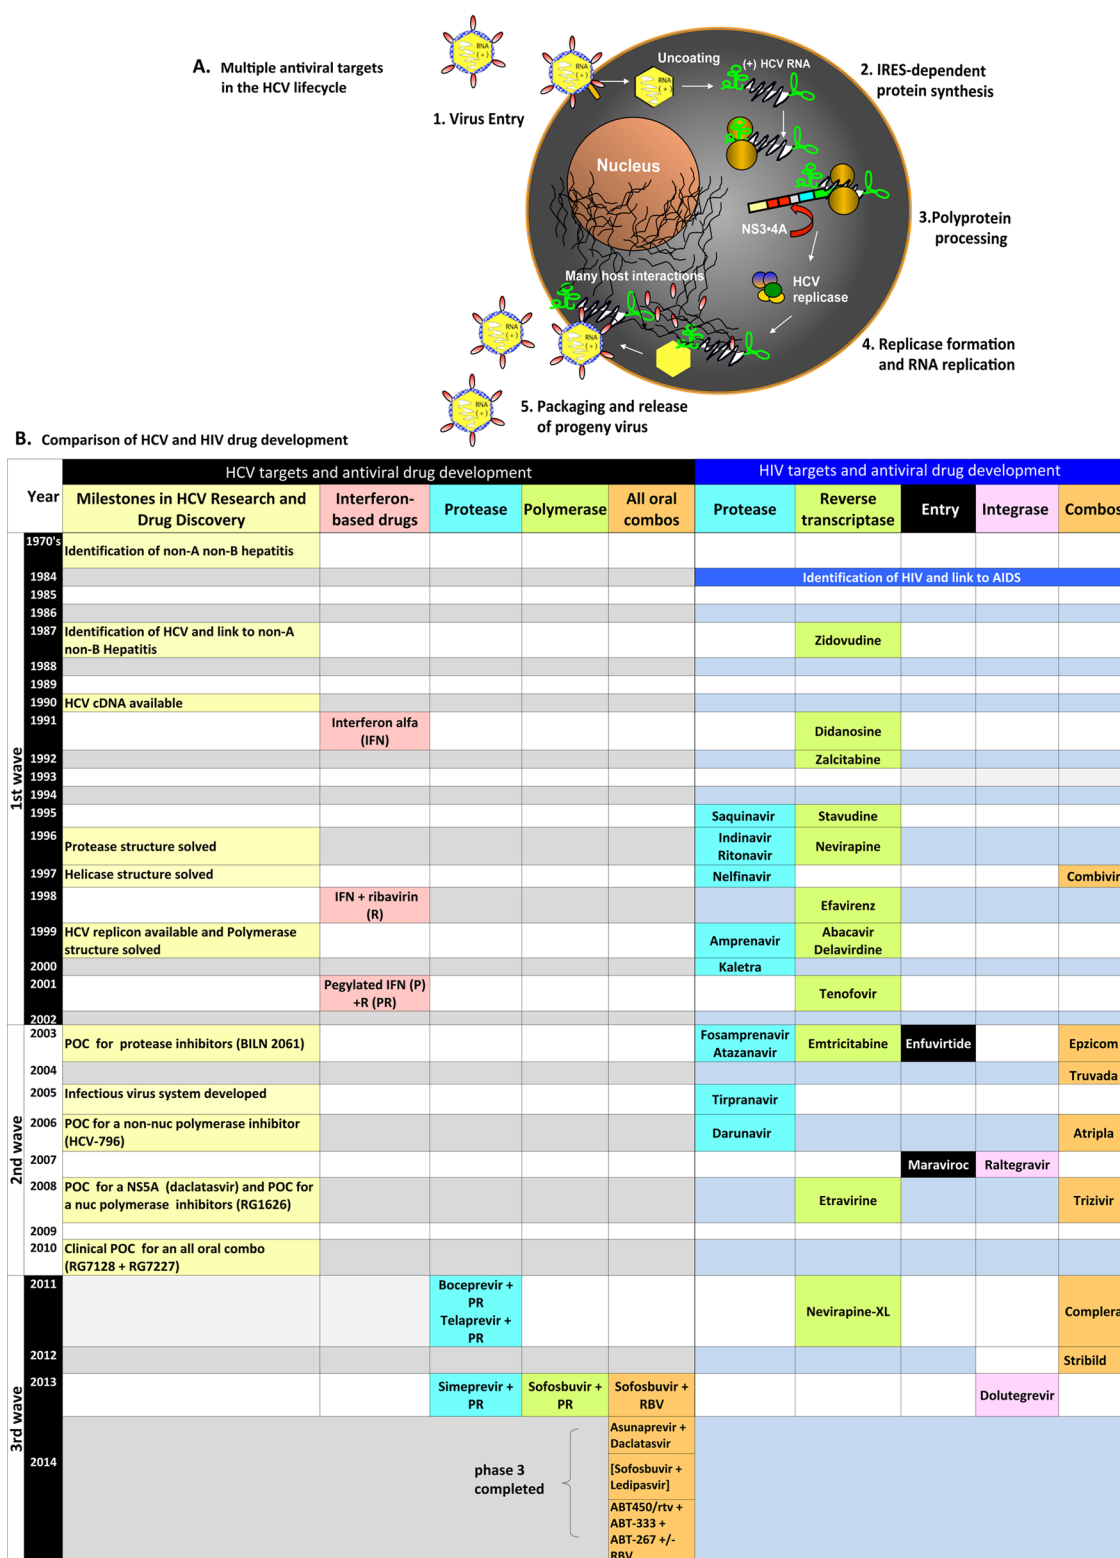 A. Multiple antiviral targets
in the HCV lifecycle
RNA
(+)
RNA
(+)
RNA
(+)
Uncoating
(+) HCV RNA
1. Virus Entry
2. IRES-dependent
protein synthesis
Nucleus
NS3•4A
3.Polyprotein
processing
Many host interactions
HCV
replicase
RNA
(+)
RNA
(+)
RNA
(+)
4. Replicase formation
and RNA replication
5. Packaging and release
of progeny virus
B. Comparison of HCV and HIV drug development
HCV targets and antiviral drug development
HIV targets and antiviral drug development
Year
Milestones in HCV Research and
Drug Discovery
Interferon-
based drugs
Protease
Polymerase
All oral
combos
Protease
Reverse
transcriptase
Entry
Integrase
Combos
1st wave
1970's
Identification of non-A non-B hepatitis
1984
Identification of HIV and link to AIDS
1985
1986
1987
Identification of HCV and link to non-A
non-B Hepatitis
Zidovudine
1988
1989
1990
HCV cDNA available
1991
Interferon alfa
(IFN)
Didanosine
1992
Zalcitabine
1993
1994
1995
Saquinavir
Stavudine
1996
Protease structure solved
Indinavir
Ritonavir
Nevirapine
1997
Helicase structure solved
Nelfinavir
Combivir
1998
IFN + ribavirin
(R)
Efavirenz
1999
HCV replicon available and Polymerase
structure solved
Amprenavir
Abacavir
Delavirdine
2000
Kaletra
2001
Pegylated IFN (P)
+R (PR)
Tenofovir
2002
2nd wave
2003
POC for protease inhibitors (BILN 2061)
Fosamprenavir
Atazanavir
Emtricitabine
Enfuvirtide
Epzicom
2004
Truvada
2005
Infectious virus system developed
Tirpranavir
2006
POC for a non-nuc polymerase inhibitor
(HCV-796)
Darunavir
Atripla
2007
Maraviroc
Raltegravir
2008
POC for a NS5A (daclatasvir) and POC for
a nuc polymerase inhibitors (RG1626)
Etravirine
Trizivir
2009
2010
Clinical POC for an all oral combo
(RG7128 + RG7227)
3rd wave
2011
Boceprevir +
PR
Telaprevir +
PR
Nevirapine-XL
Complera
2012
Stribild
2013
Simeprevir +
PR
Sofosbuvir +
PR
Sofosbuvir +
RBV
Dolutegrevir
2014
phase 3
completed
Asunaprevir +
Daclatasvir
[Sofosbuvir +
Ledipasvir]
ABT450/rtv +
ABT-333 +
ABT-267 +/-
RBV